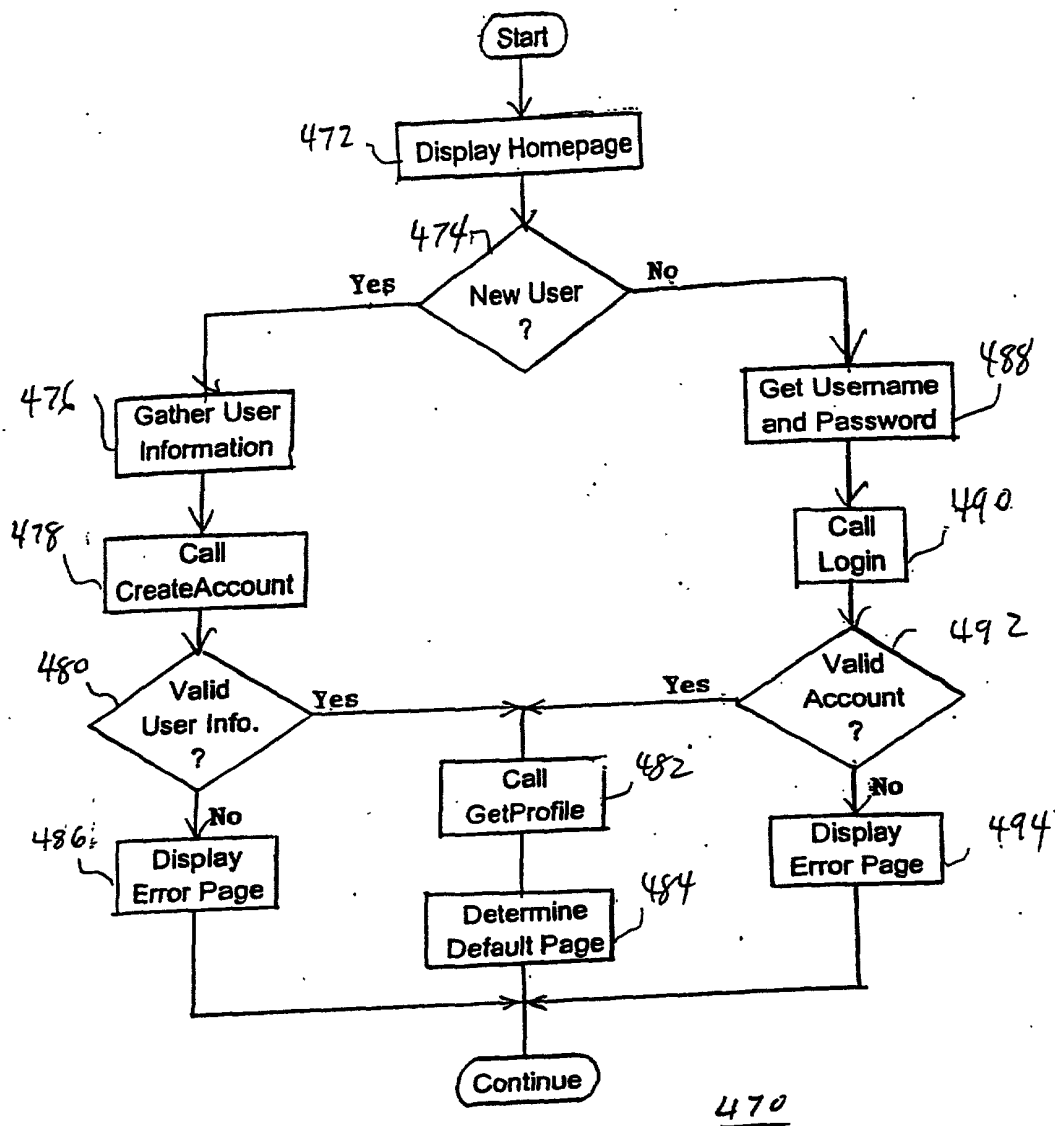 Start
472
Display Homepage
474
Yes
New User
?
No
476
Gather User
Information
488
Get Username
and Password
478
Call
CreateAccount
490
Call
Login
480
Valid
User Info.
?
Yes
492
Valid
Account
?
Yes
482
Call
GetProfile
No
486
Display
Error Page
No
494
Display
Error Page
484
Determine
Default Page
Continue
470